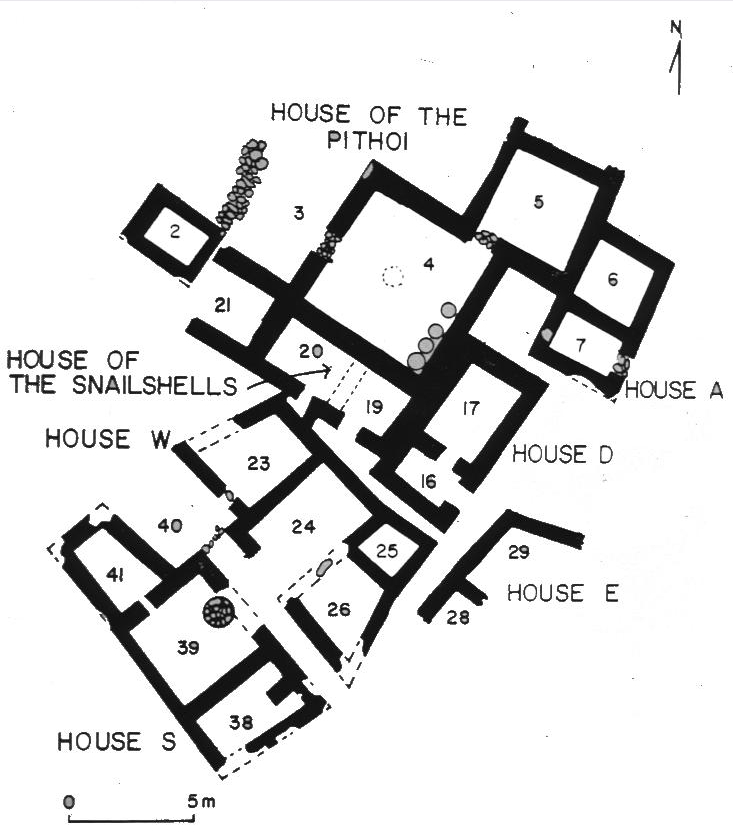 N
HOUSE OF THE
PITHOI
5
3
2
4
6
21
7
20
HOUSE OF
THE SNAILSHELLS
HOUSE A
19
17
HOUSE W
HOUSE D
23
16
40
24
25
29
41
HOUSE E
26
28
39
38
HOUSE S
0 5m